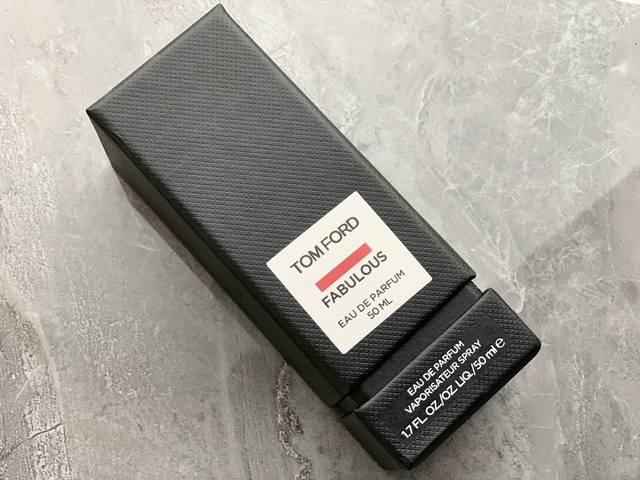 TOM FORD
FABULOUS
EAU DE PARFUM
50 ML
EAU DE PARFUM
VAPORISATEUR SPRAY
1.7 FL. OZ./OZ. LIQ./50 ml ℮